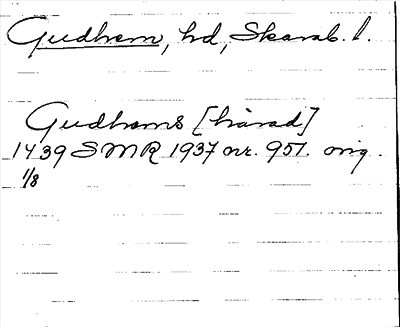 Gudhem, hd, Skarab. l.
Gudhems [härad]
1439 SMR 1937 nr. 951. orig.
1/8